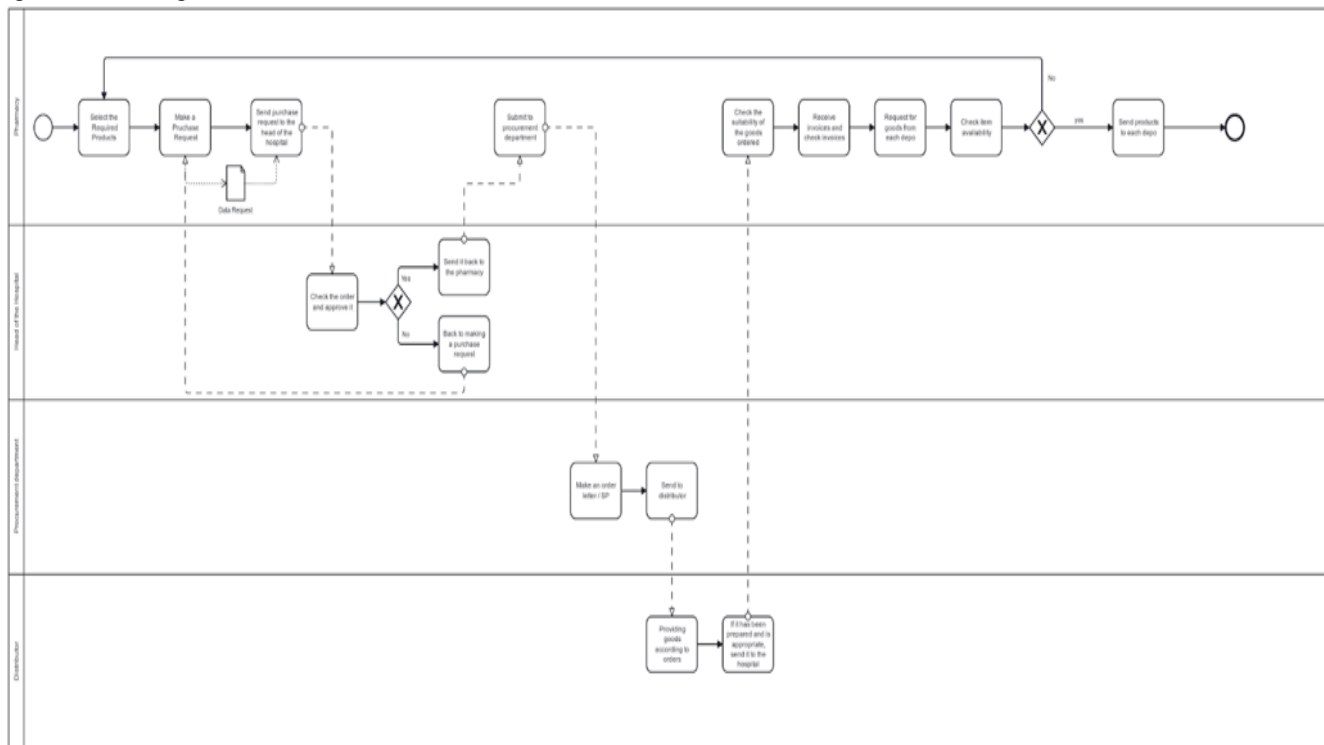 Pharmacy
Select the
Required
Products
Make a
Pruchase
Request
Send purchase
request to the
head of the
hospital
Data Request
Submit to
procurement
department
Check the
suitability of
the goods
ordered
Receive
invoices and
check invoices
Request for
goods from
each depo
Check item
availability
No
yes
Send products
to each depo
Head of the Hospital
Check the order
and approve it
Yes
No
Send it back to
the pharmacy
Back to making
a purchase
request
Procurement department
Make an order
letter / SP
Send to
distributor
Distributor
Providing
goods
according to
orders
If it has been
prepared and is
appropriate,
send it to the
hospital